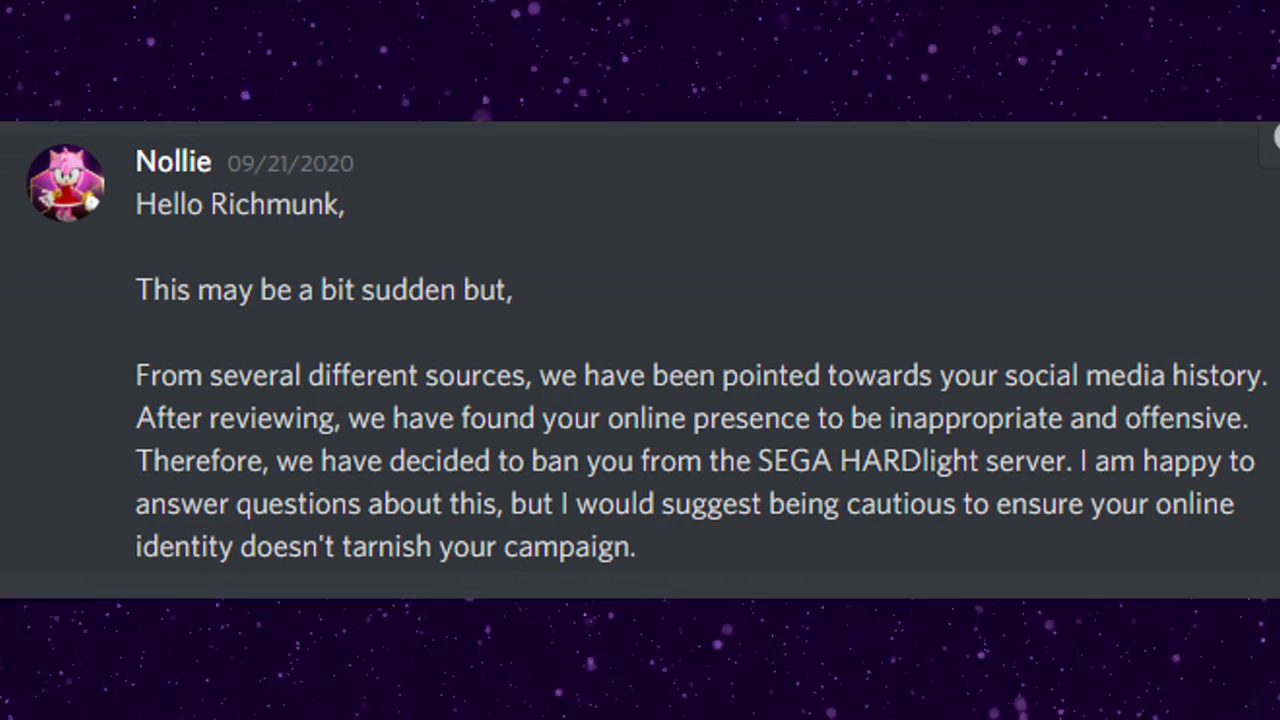 Nollie 09/21/2020
Hello Richmunk,
This may be a bit sudden but,
From several different sources, we have been pointed towards your social media history.
After reviewing, we have found your online presence to be inappropriate and offensive.
Therefore, we have decided to ban you from the SEGA HARDlight server. I am happy to
answer questions about this, but I would suggest being cautious to ensure your online
identity doesn't tarnish your campaign.